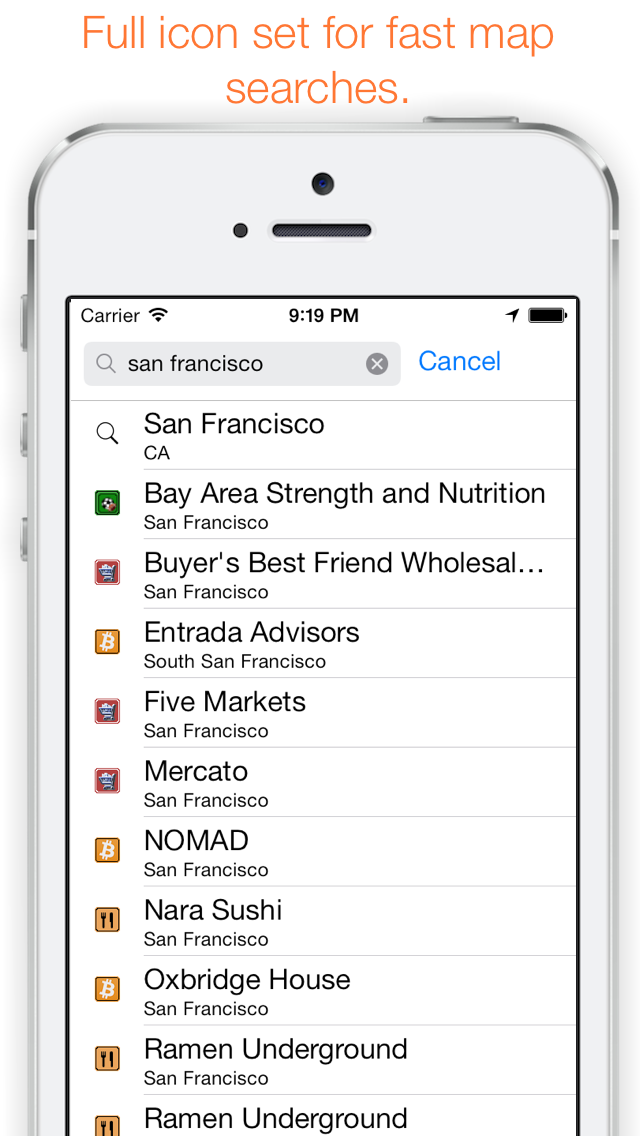 Full icon set for fast map
searches.
Carrier 9:19 PM
san francisco Cancel
San Francisco
CA
Bay Area Strength and Nutrition
San Francisco
Buyer's Best Friend Wholesal...
San Francisco
Entrada Advisors
South San Francisco
Five Markets
San Francisco
Mercato
San Francisco
NOMAD
San Francisco
Nara Sushi
San Francisco
Oxbridge House
San Francisco
Ramen Underground
San Francisco
Ramen Underground